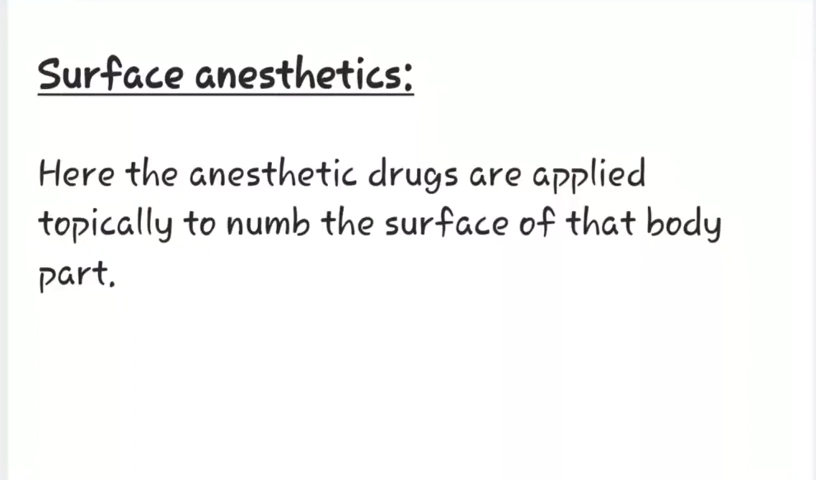 Surface anesthetics:
Here the anesthetic drugs are applied
topically to numb the surface of that body
part.